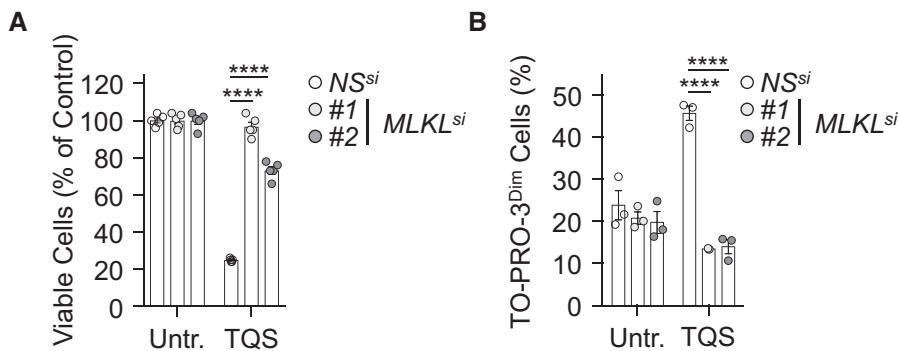 A
Viable Cells (% of Control)
120
100
80
60
40
20
0
****
****
Untr.
TQS
NSsi
#1
#2
MLKLsi
B
TO-PRO-3Dim Cells (%)
50
40
30
20
10
0
****
****
Untr.
TQS
NSsi
#1
#2
MLKLsi